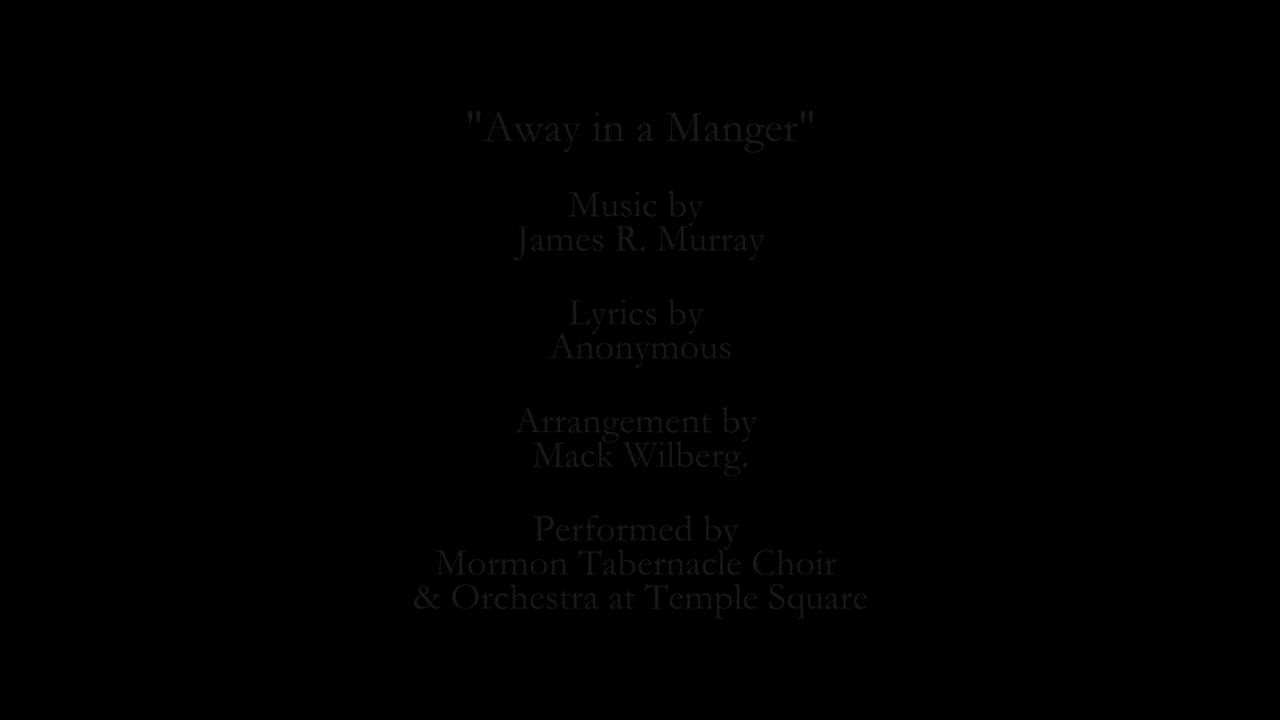 "Away in a Manger"
Music by
James R. Murray
Lyrics by
Anonymous
Arrangement by
Mack Wilberg.
Performed by
Mormon Tabernacle Choir
& Orchestra at Temple Square